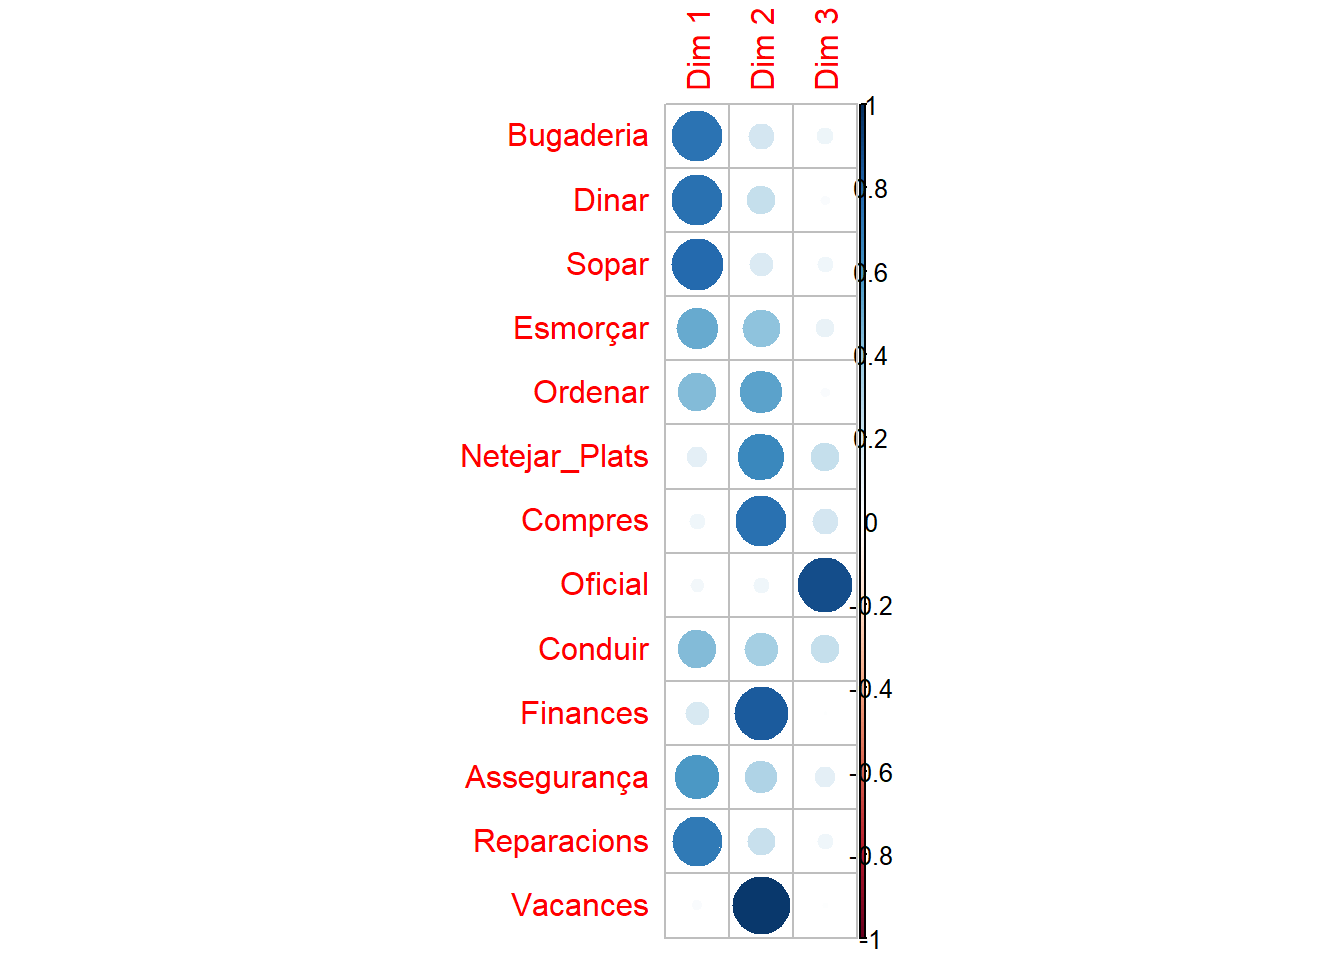 Dim 1
Dim 2
Dim 3
Bugaderia
Dinar
Sopar
Esmorçar
Ordenar
Netejar_Plats
Compres
Oficial
Conduir
Finances
Assegurança
Reparacions
Vacances
1
0.8
0.6
0.4
0.2
0
-0.2
-0.4
-0.6
-0.8
-1